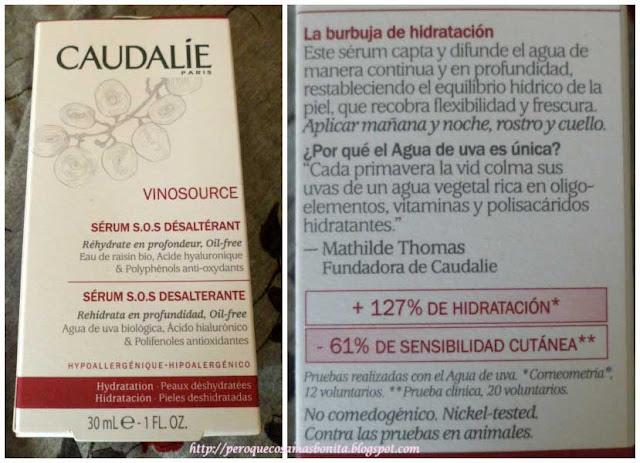 CAUDALÍE
PARIS
VINOSOURCE
SÉRUM S.O.S DÉSALTÉRANT
Réhydrate en profondeur, Oil-free
Eau de raisin bio, Acide hyaluronique
& Polyphénols anti-oxydants
SÉRUM S.O.S DESALTERANTE
Rehidrata en profundidad, Oil-free
Agua de uva biológica, Ácido hialurónico
& Polifenoles antioxidantes
HYPOALLERGÉNIQUE•HIPOALERGÉNICO
Hydratation - Peaux déshydratées
Hidratación - Pieles deshidratadas
30 mL e - 1 FL. OZ.
La burbuja de hidratación
Este sérum capta y difunde el agua de
manera continua y en profundidad,
restableciendo el equilibrio hídrico de la
piel, que recobra flexibilidad y frescura.
Aplicar mañana y noche, rostro y cuello.
¿Por qué el Agua de uva es única?
"Cada primavera la vid colma sus
uvas de un agua vegetal rica en oligo-
elementos, vitaminas y polisacáridos
hidratantes."
— Mathilde Thomas
Fundadora de Caudalie
+ 127% DE HIDRATACIÓN*
- 61% DE SENSIBILIDAD CUTÁNEA**
Pruebas realizadas con el Agua de uva. *Corneometría®,
12 voluntarios. **Prueba clínica, 20 voluntarios.
No comedogénico. Nickel-tested.
Contra las pruebas en animales.
http://peroquecosamasbonita.blogspot.com